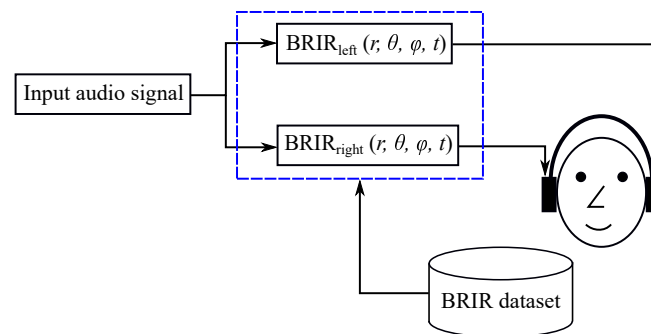 BRIRleft (r, θ, φ, t)
Input audio signal
BRIRright (r, θ, φ, t)
BRIR dataset